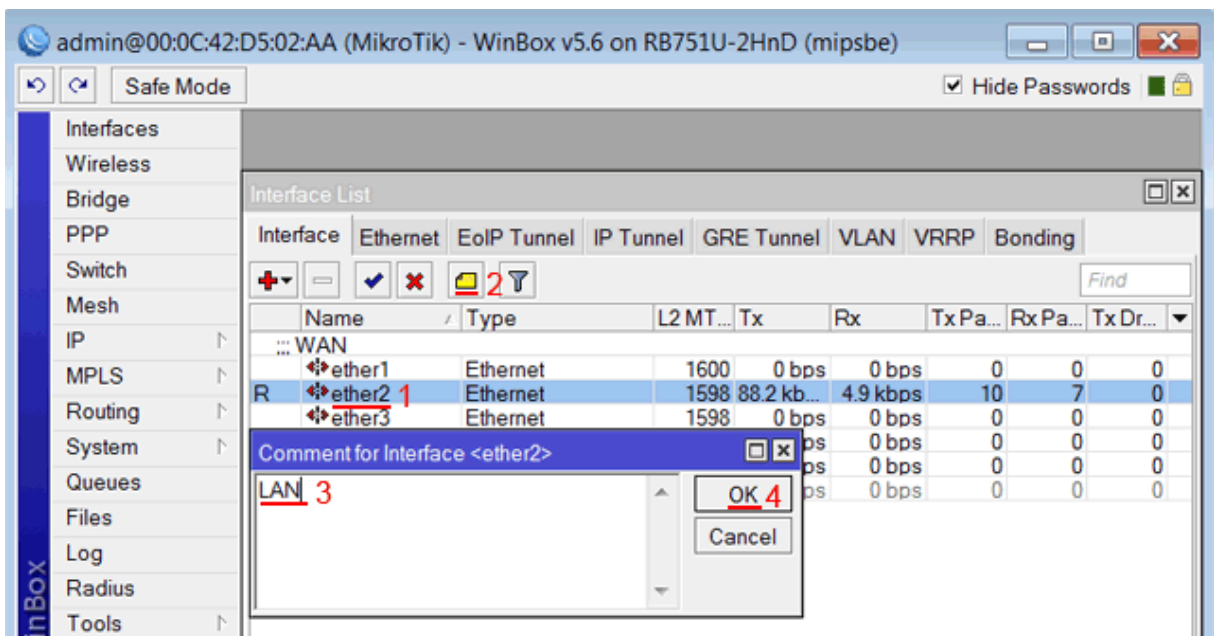 admin@00:0C:42:D5:02:AA (MikroTik) - WinBox v5.6 on RB751U-2HnD (mipsbe)
Safe Mode
Hide Passwords
Interfaces
Wireless
Bridge
PPP
Switch
Mesh
IP
MPLS
Routing
System
Queues
Files
Log
Radius
Tools
inBox
Interface List
Interface Ethernet EoIP Tunnel IP Tunnel GRE Tunnel VLAN VRRP Bonding
2 Find
Name Type L2 MT... Tx Rx Tx Pa... Rx Pa... Tx Dr...
::: WAN
ether1 Ethernet 1600 0 bps 0 bps 0 0 0
R ether2 1 Ethernet 1598 88.2 kb... 4.9 kbps 10 7 0
ether3 Ethernet 1598 0 bps 0 bps 0 0 0
ps 0 bps 0 0 0
ps 0 bps 0 0 0
ps 0 bps 0 0 0
Comment for Interface <ether2>
LAN 3
OK 4
Cancel